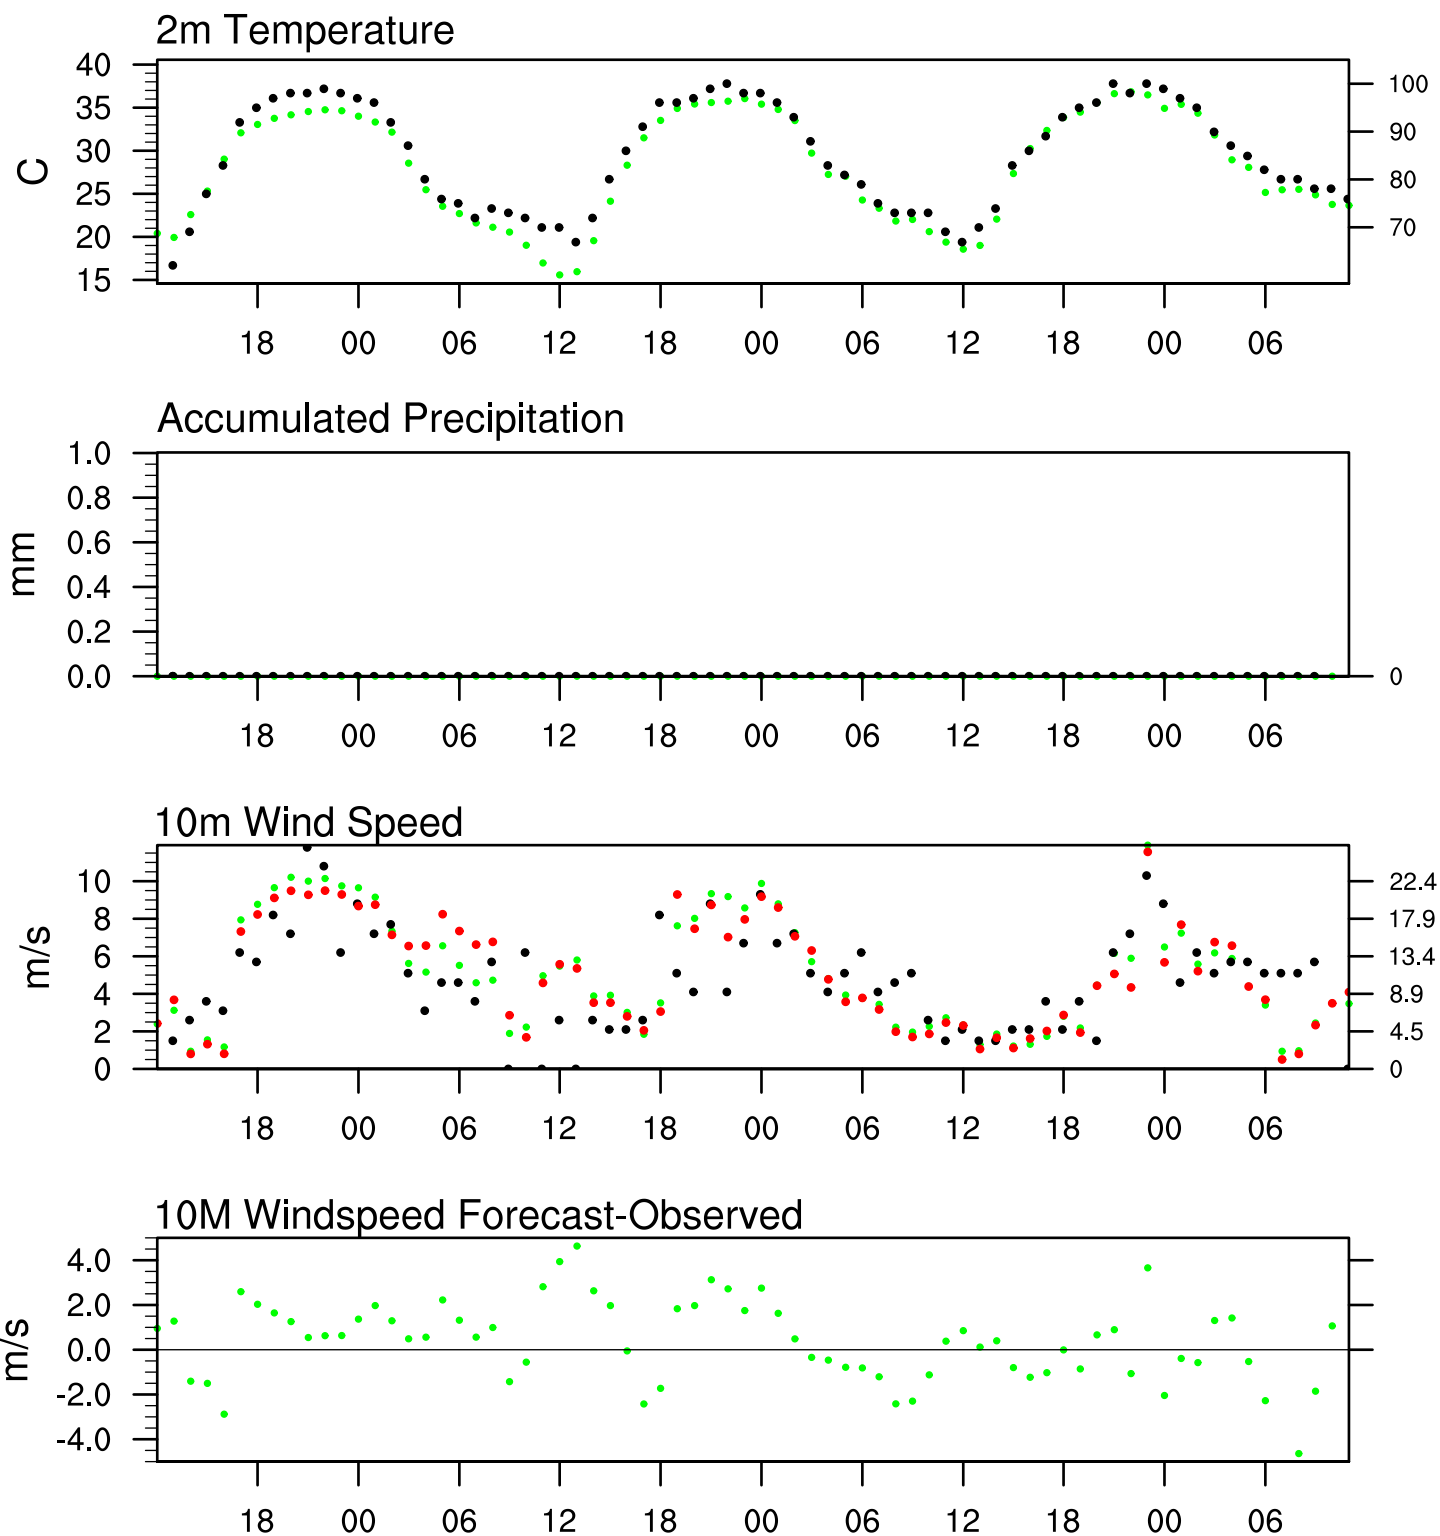 2m Temperature
40
35
30
25
20
15
C
100
90
80
70
18 00 06 12 18 00 06 12 18 00 06
Accumulated Precipitation
1.0
0.8
0.6
0.4
0.2
0.0
mm
0
18 00 06 12 18 00 06 12 18 00 06
10m Wind Speed
10
8
6
4
2
0
m/s
22.4
17.9
13.4
8.9
4.5
0
18 00 06 12 18 00 06 12 18 00 06
10M Windspeed Forecast-Observed
4.0
2.0
0.0
-2.0
-4.0
m/s
18 00 06 12 18 00 06 12 18 00 06